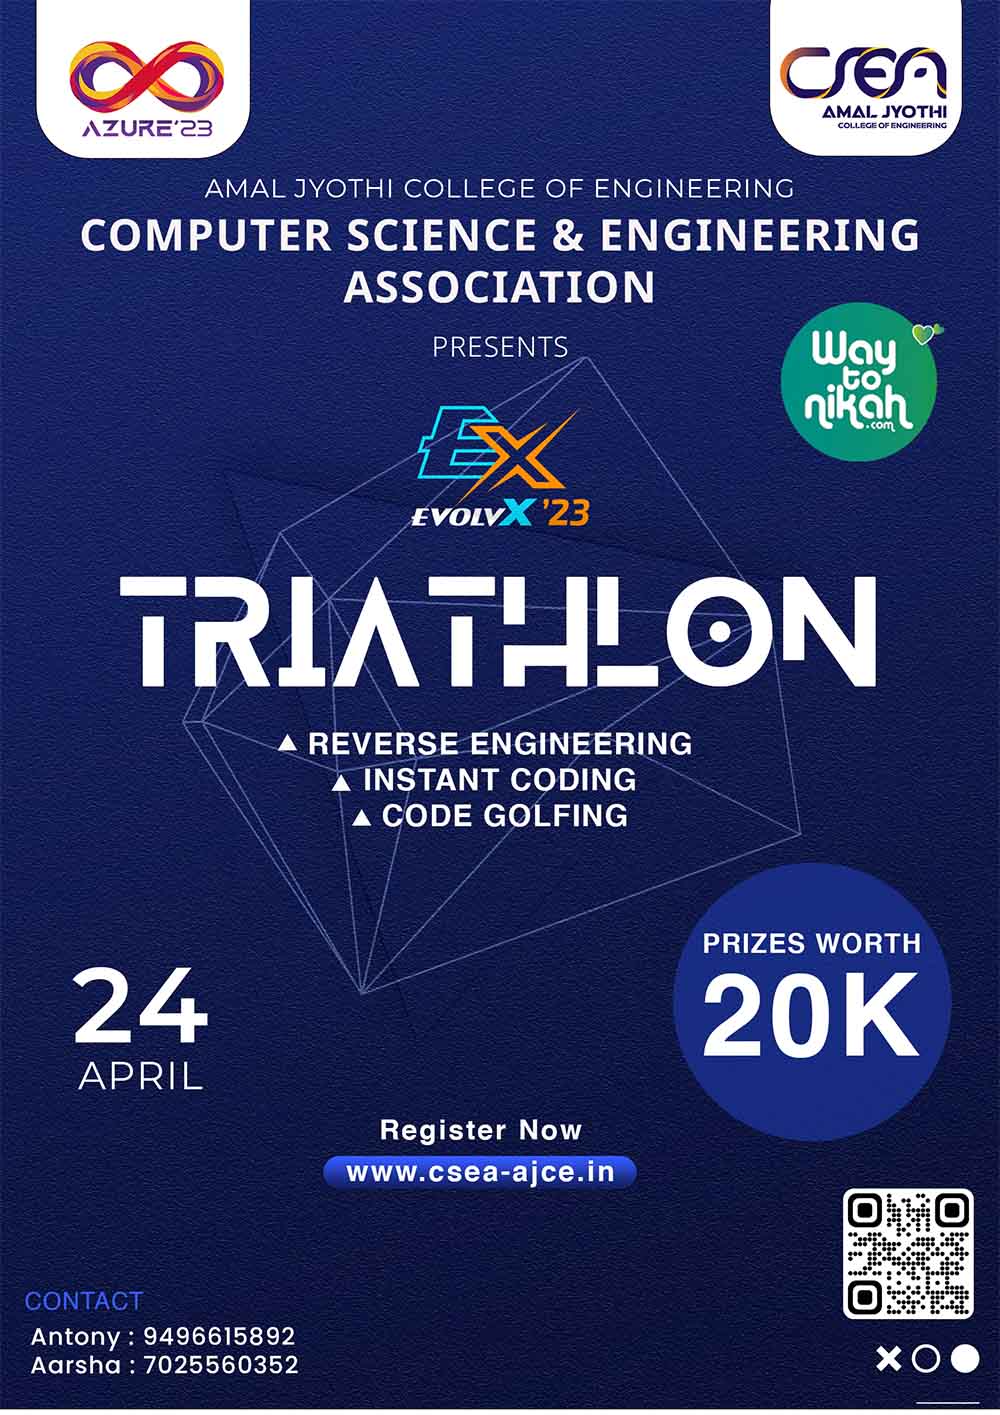 AZURE'23
CSEA
AMAL JYOTHI
COLLEGE OF ENGINEERING
AMAL JYOTHI COLLEGE OF ENGINEERING
COMPUTER SCIENCE & ENGINEERING
ASSOCIATION
PRESENTS
Way
to
nikah
.com
EX
EVOLVX '23
TRIATHLON
REVERSE ENGINEERING
INSTANT CODING
CODE GOLFING
PRIZES WORTH
20K
24
APRIL
Register Now
www.csea-ajce.in
CONTACT
Antony : 9496615892
Aarsha : 7025560352